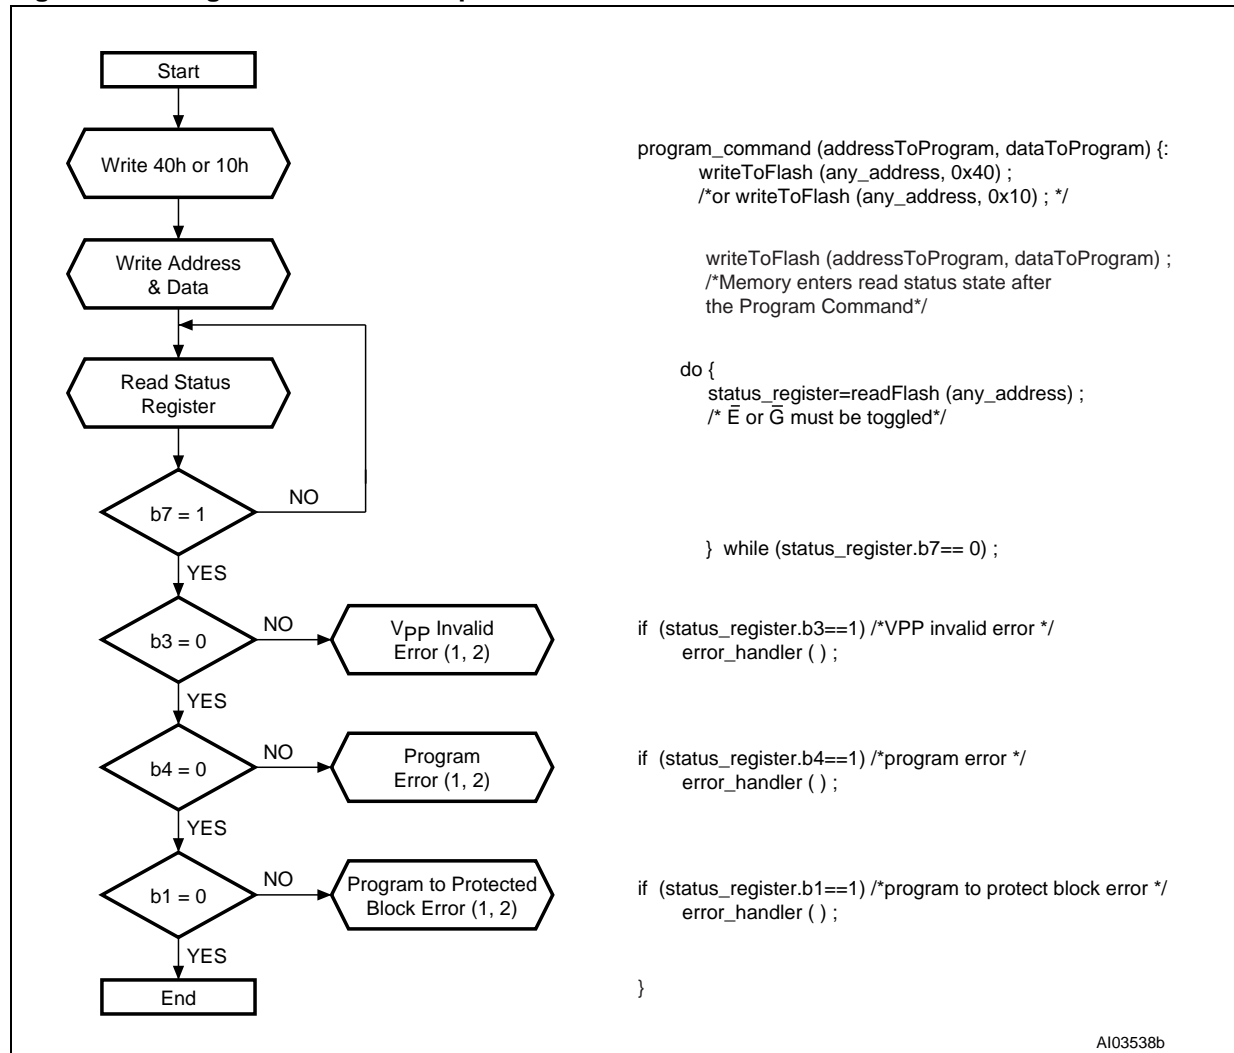 Start
Write 40h or 10h
program_command (addressToProgram, dataToProgram) {:
writeToFlash (any_address, 0x40) ;
/*or writeToFlash (any_address, 0x10) ; */
Write Address
& Data
writeToFlash (addressToProgram, dataToProgram) ;
/*Memory enters read status state after
the Program Command*/
Read Status
Register
do {
status_register=readFlash (any_address) ;
/* E̅ or G̅ must be toggled*/
NO
b7 = 1
} while (status_register.b7== 0) ;
YES
NO
b3 = 0
VPP Invalid
Error (1, 2)
if (status_register.b3==1) /*VPP invalid error */
error_handler ( ) ;
YES
NO
b4 = 0
Program
Error (1, 2)
if (status_register.b4==1) /*program error */
error_handler ( ) ;
YES
NO
b1 = 0
Program to Protected
Block Error (1, 2)
if (status_register.b1==1) /*program to protect block error */
error_handler ( ) ;
YES
End
}
AI03538b